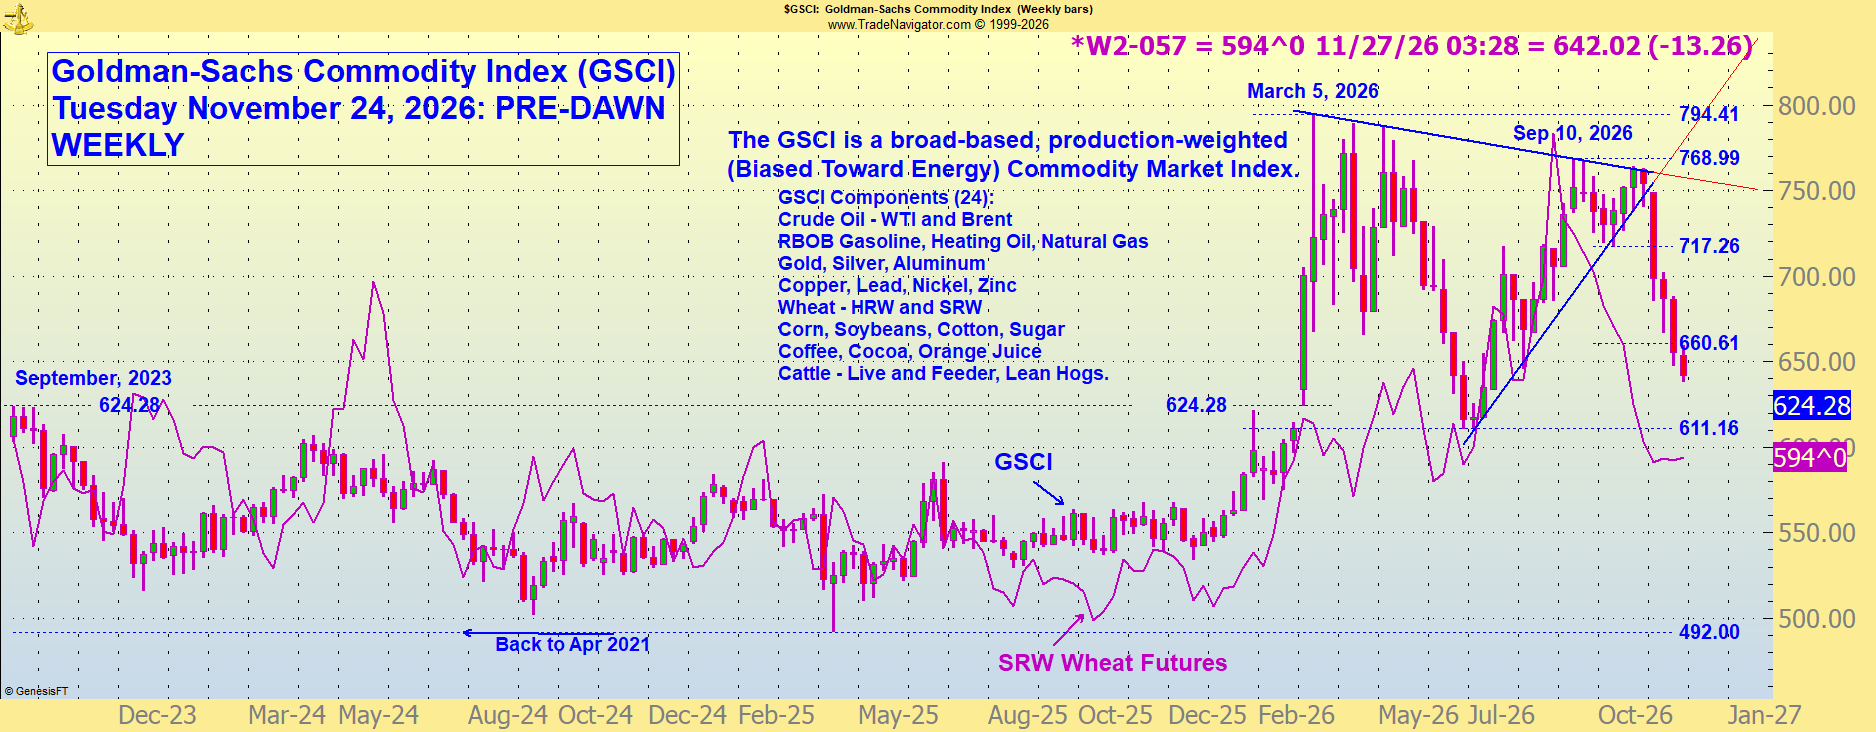 $GSCI: Goldman-Sachs Commodity Index (Weekly bars)
www.TradeNavigator.com © 1999-2026
*W2-057 = 594^0 11/27/26 03:28 = 642.02 (-13.26)
Goldman-Sachs Commodity Index (GSCI)
Tuesday November 24, 2026: PRE-DAWN
WEEKLY
March 5, 2026
794.41
800.00
The GSCI is a broad-based, production-weighted
(Biased Toward Energy) Commodity Market Index.
Sep 10, 2026
768.99
750.00
GSCI Components (24):
Crude Oil - WTI and Brent
RBOB Gasoline, Heating Oil, Natural Gas
Gold, Silver, Aluminum
Copper, Lead, Nickel, Zinc
Wheat - HRW and SRW
Corn, Soybeans, Cotton, Sugar
Coffee, Cocoa, Orange Juice
Cattle - Live and Feeder, Lean Hogs.
717.26
700.00
660.61
650.00
September, 2023
624.28
624.28
624.28
611.16
600.00
594^0
GSCI
550.00
500.00
492.00
Back to Apr 2021
SRW Wheat Futures
© GenesisFT
Dec-23 Mar-24 May-24 Aug-24 Oct-24 Dec-24 Feb-25 May-25 Aug-25 Oct-25 Dec-25 Feb-26 May-26 Jul-26 Oct-26 Jan-27